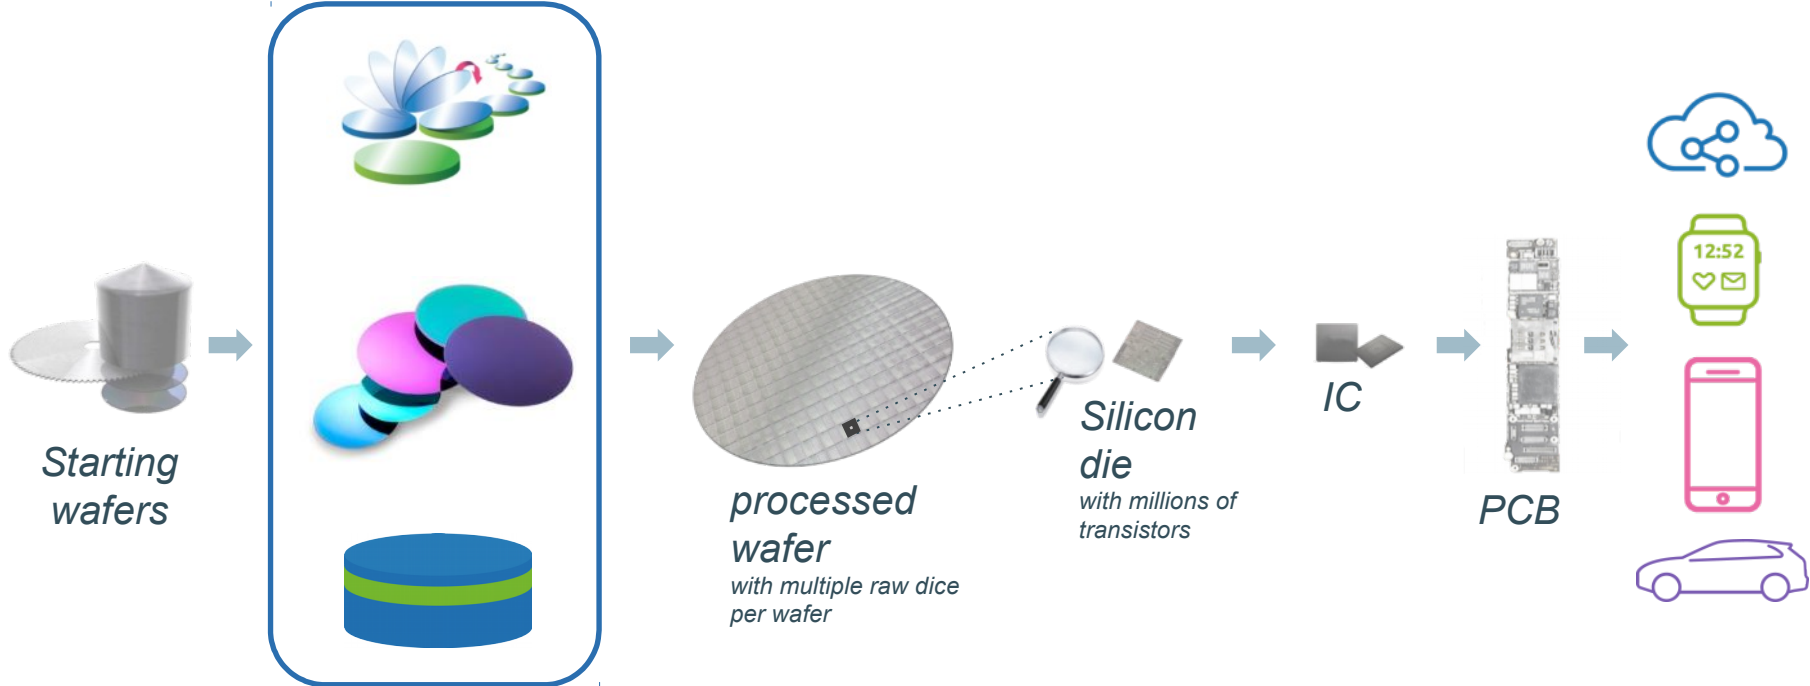 Starting
wafers
processed
wafer
with multiple raw dice
per wafer
Silicon
die
with millions of
transistors
IC
PCB
12:52